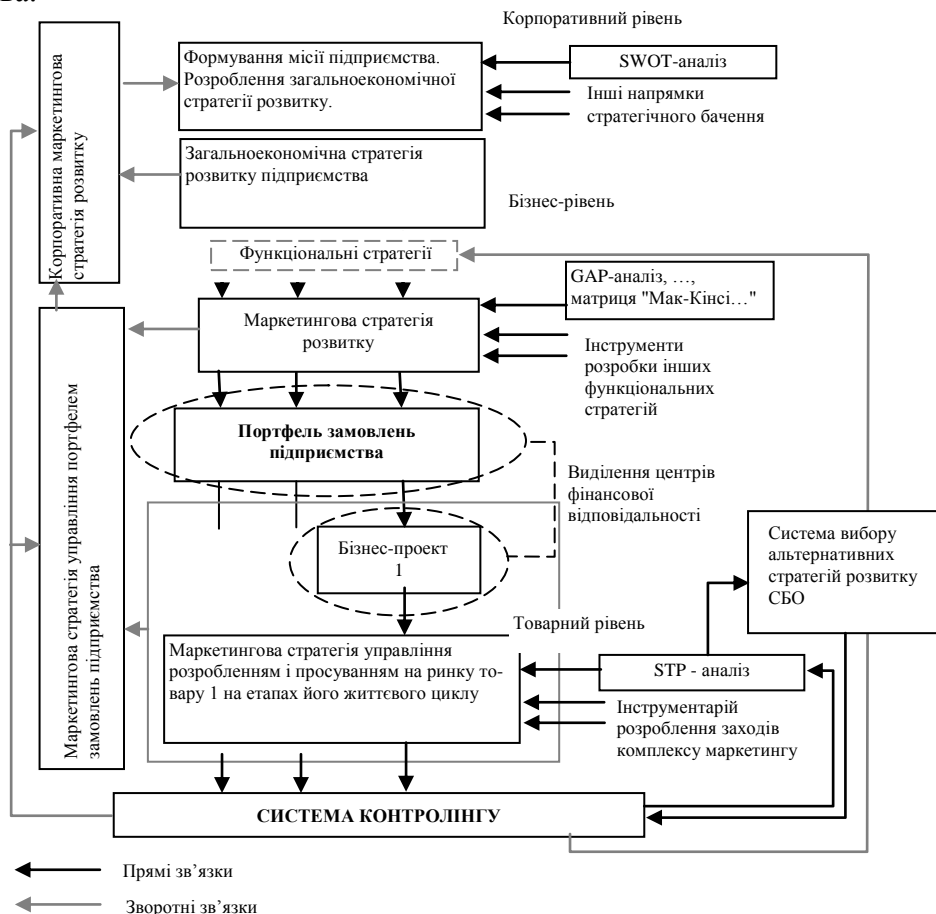 ва.
Корпоративний рівень
Формування місії підприємства.
Розроблення загальноекономічної
стратегії розвитку.
SWOT-аналіз
Інші напрямки
стратегічного бачення
Корпоративна маркетингова
стратегія розвитку
Загальноекономічна стратегія
розвитку підприємства
Бізнес-рівень
Функціональні стратегії
GAP-аналіз, …,
матриця "Мак-Кінсі…"
Маркетингова стратегія
розвитку
Інструменти
розробки інших
функціональних
стратегій
Маркетингова стратегія управління портфелем
замовлень підприємства
Портфель замовлень
підприємства
Виділення центрів
фінансової
відповідальності
Бізнес-проект
1
Система вибору
альтернативних
стратегій розвитку
СБО
Товарний рівень
Маркетингова стратегія управління
розробленням і просуванням на ринку то-
вару 1 на етапах його життєвого циклу
STP - аналіз
Інструментарій
розроблення заходів
комплексу маркетингу
СИСТЕМА КОНТРОЛІНГУ
Прямі зв’язки
Зворотні зв’язки